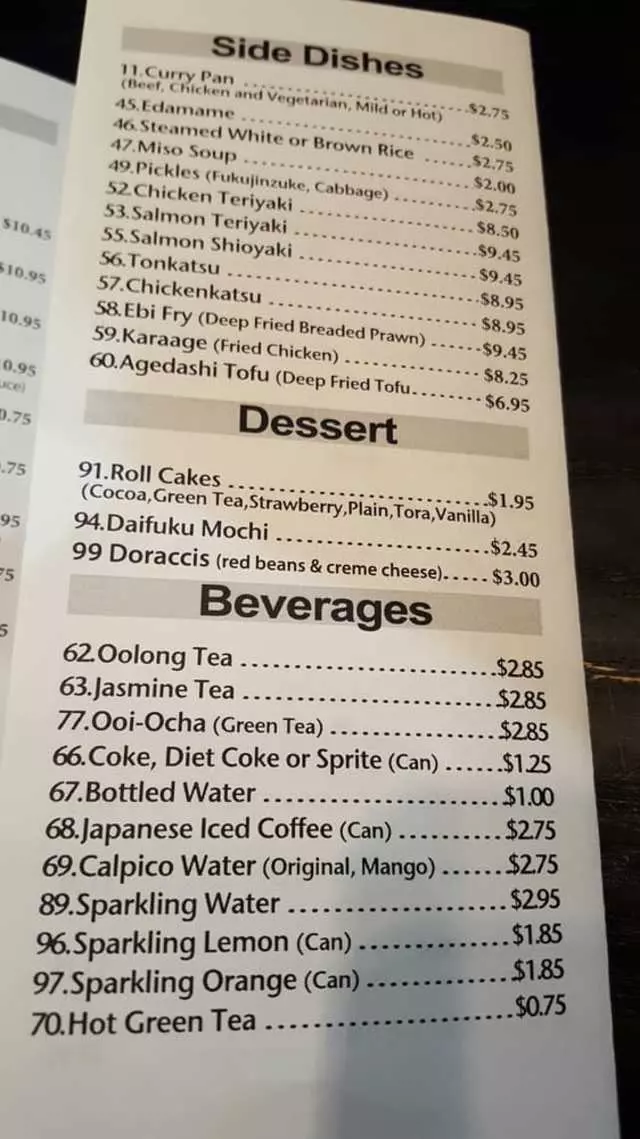 Side Dishes
11.Curry Pan ........................ $2.75
(Beef, Chicken and Vegetarian, Mild or Hot)
45.Edamame ........................ $2.50
46.Steamed White or Brown Rice ...... $2.75
47.Miso Soup ........................ $2.00
49.Pickles (Fukujinzuke, Cabbage) ......... $2.75
52.Chicken Teriyaki .................... $8.50
53.Salmon Teriyaki .................... $9.45
55.Salmon Shioyaki .................... $9.45
56.Tonkatsu ........................ $8.95
57.Chickenkatsu ........................ $8.95
58.Ebi Fry (Deep Fried Breaded Prawn) ...... $9.45
59.Karaage (Fried Chicken) ............... $8.25
60.Agedashi Tofu (Deep Fried Tofu........ $6.95
Dessert
91.Roll Cakes ........................ $1.95
(Cocoa,Green Tea,Strawberry,Plain,Tora,Vanilla)
94.Daifuku Mochi ..................... $2.45
99 Doraccis (red beans & creme cheese)..... $3.00
Beverages
62.Oolong Tea ........................ $2.85
63.Jasmine Tea ........................ $2.85
77.Ooi-Ocha (Green Tea) ................ $2.85
66.Coke, Diet Coke or Sprite (Can) ...... $1.25
67.Bottled Water ...................... $1.00
68.Japanese Iced Coffee (Can) .......... $2.75
69.Calpico Water (Original, Mango) ....... $2.75
89.Sparkling Water .................... $2.95
96.Sparkling Lemon (Can) .............. $1.85
97.Sparkling Orange (Can) .............. $1.85
70.Hot Green Tea ...................... $0.75
$10.45
$10.95
10.95
0.95
uce)
0.75
.75
95
75
5